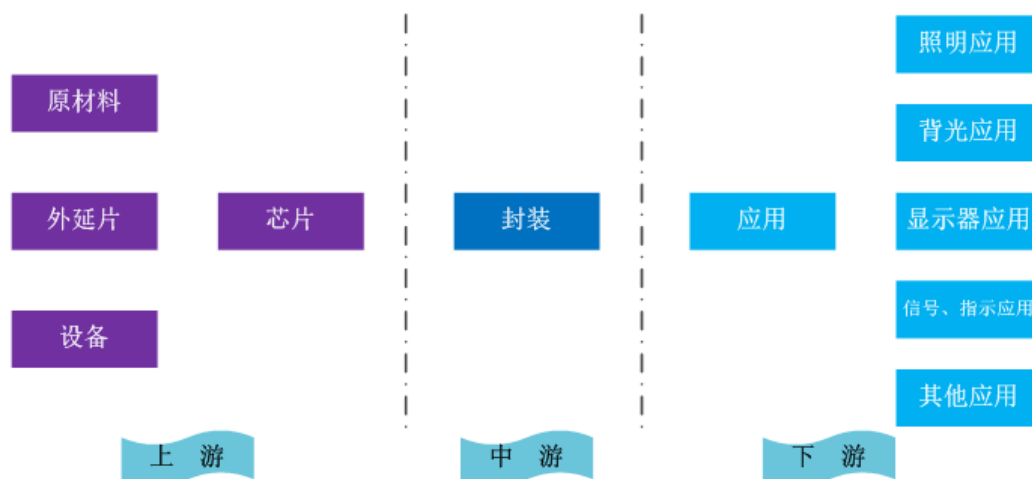 照明应用
原材料
背光应用
外延片
芯片
封装
应用
显示器应用
信号、指示应用
设备
其他应用
上 游
中 游
下 游